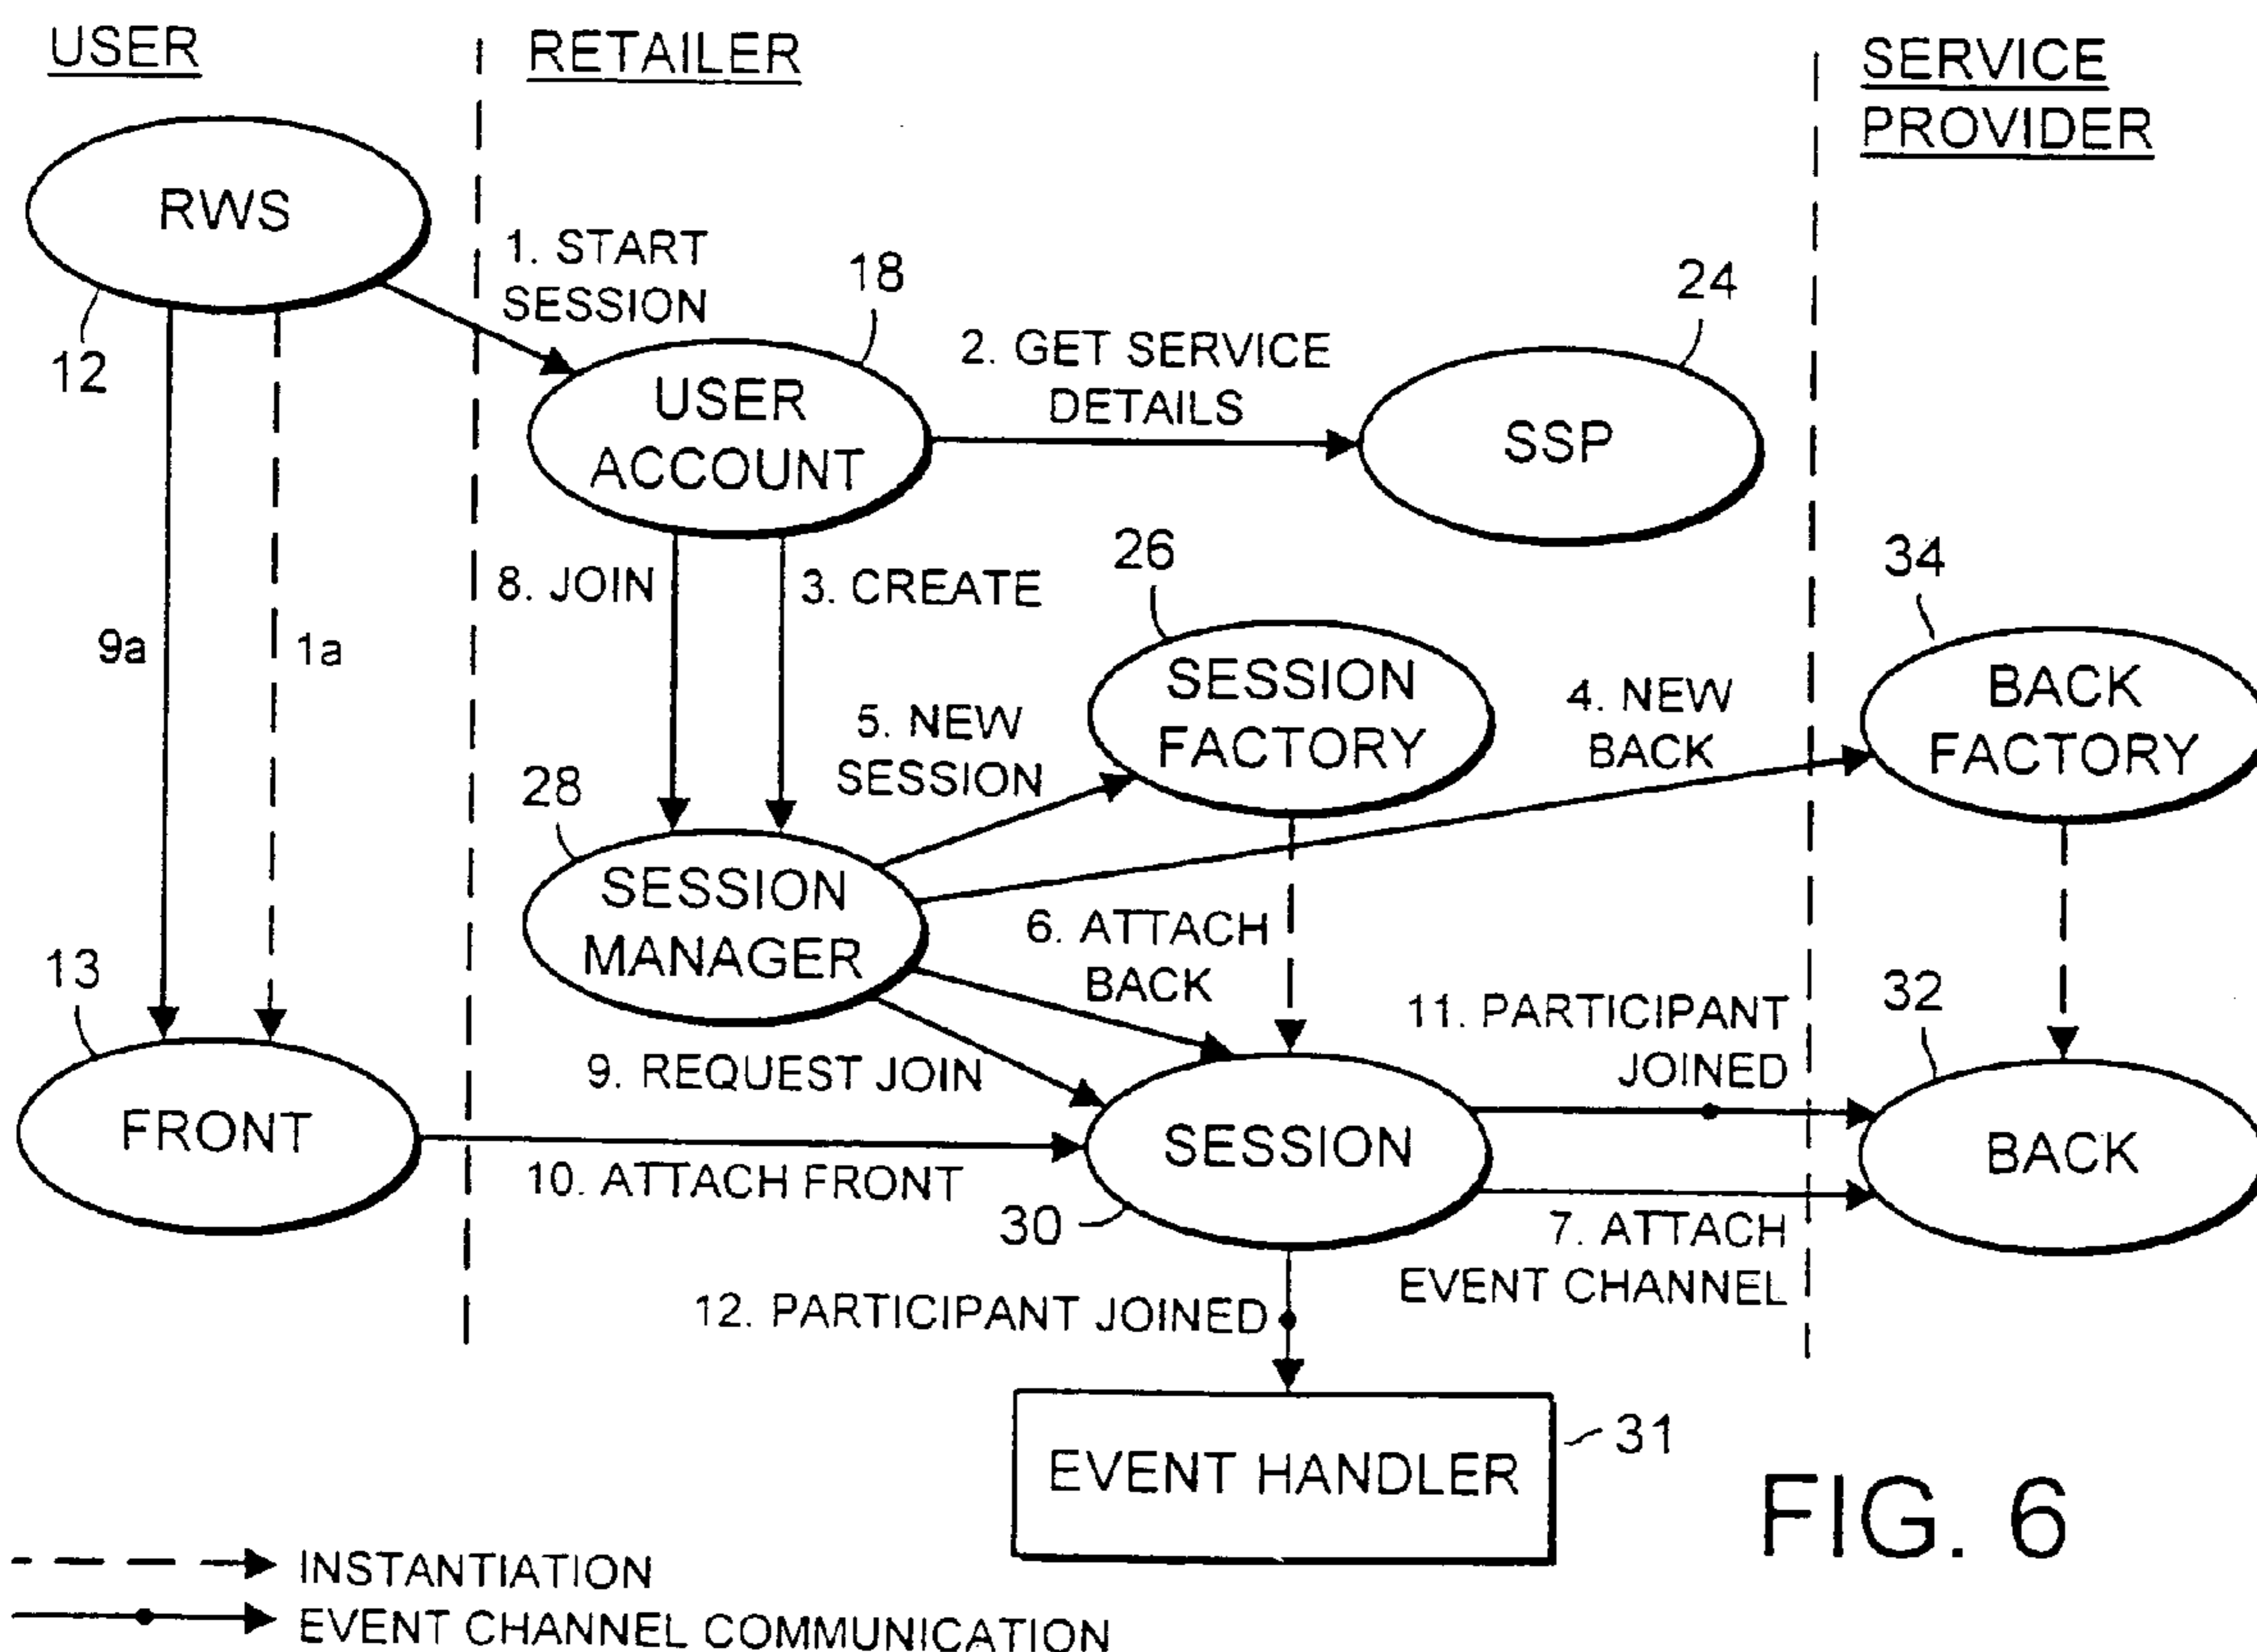 USER
RETAILER
SERVICE
PROVIDER
RWS
1. START
SESSION
18
24
12
2. GET SERVICE
DETAILS
USER
ACCOUNT
SSP
26
34
8. JOIN
3. CREATE
9a
1a
SESSION
FACTORY
4. NEW
BACK
BACK
FACTORY
5. NEW
SESSION
28
SESSION
MANAGER
6. ATTACH
BACK
13
32
11. PARTICIPANT
JOINED
9. REQUEST JOIN
FRONT
SESSION
BACK
10. ATTACH FRONT
30
7. ATTACH
EVENT CHANNEL
12. PARTICIPANT JOINED
31
EVENT HANDLER
FIG. 6
INSTANTIATION
EVENT CHANNEL COMMUNICATION